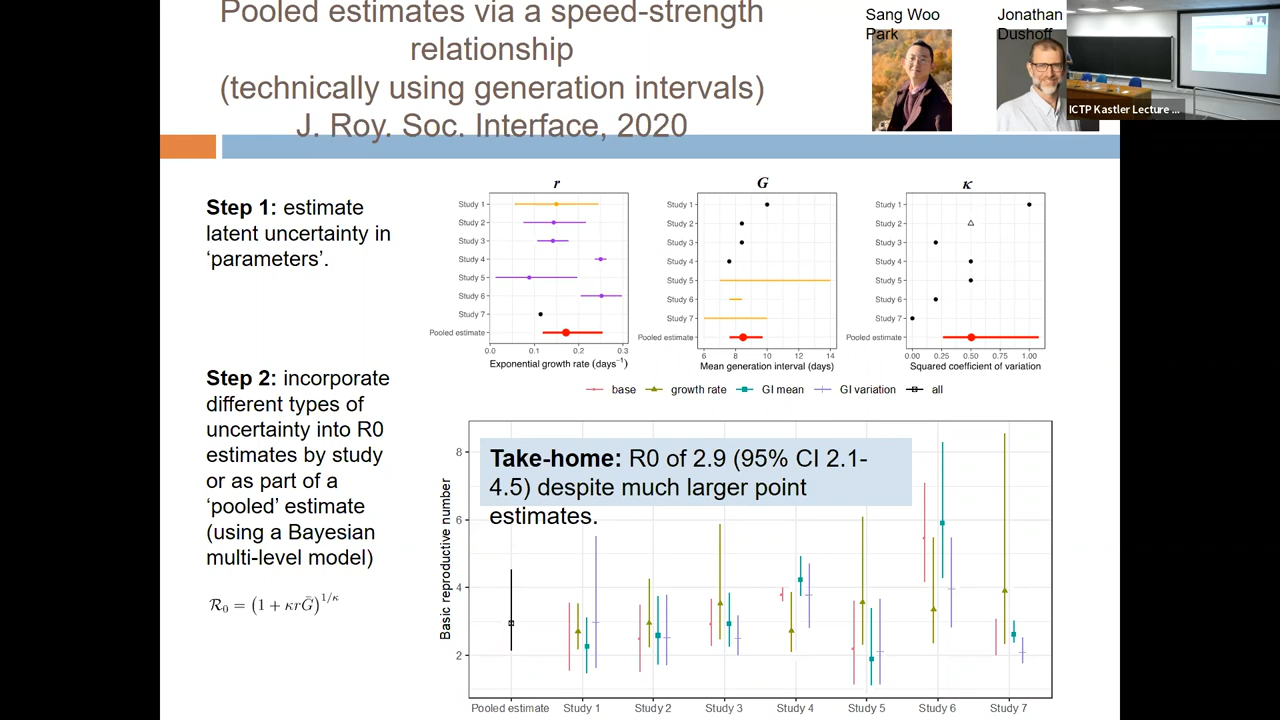 Pooled estimates via a speed-strength
relationship
(technically using generation intervals)
J. Roy. Soc. Interface, 2020
Sang Woo
Park
Jonathan
Dushoff
ICTP Kastler Lecture ...
Step 1: estimate
latent uncertainty in
‘parameters’.
Step 2: incorporate
different types of
uncertainty into R0
estimates by study
or as part of a
‘pooled’ estimate
(using a Bayesian
multi-level model)
R₀ = (1 + κrḠ)^1/κ
r
Study 1
Study 2
Study 3
Study 4
Study 5
Study 6
Study 7
Pooled estimate
0.0 0.1 0.2 0.3
Exponential growth rate (days⁻¹)
G
Study 1
Study 2
Study 3
Study 4
Study 5
Study 6
Study 7
Pooled estimate
6 8 10 12 14
Mean generation interval (days)
κ
Study 1
Study 2
Study 3
Study 4
Study 5
Study 6
Study 7
Pooled estimate
0.00 0.25 0.50 0.75 1.00
Squared coefficient of variation
base growth rate GI mean GI variation all
Take-home: R0 of 2.9 (95% CI 2.1-
4.5) despite much larger point
estimates.
Basic reproductive number
8
6
4
2
Pooled estimate Study 1 Study 2 Study 3 Study 4 Study 5 Study 6 Study 7